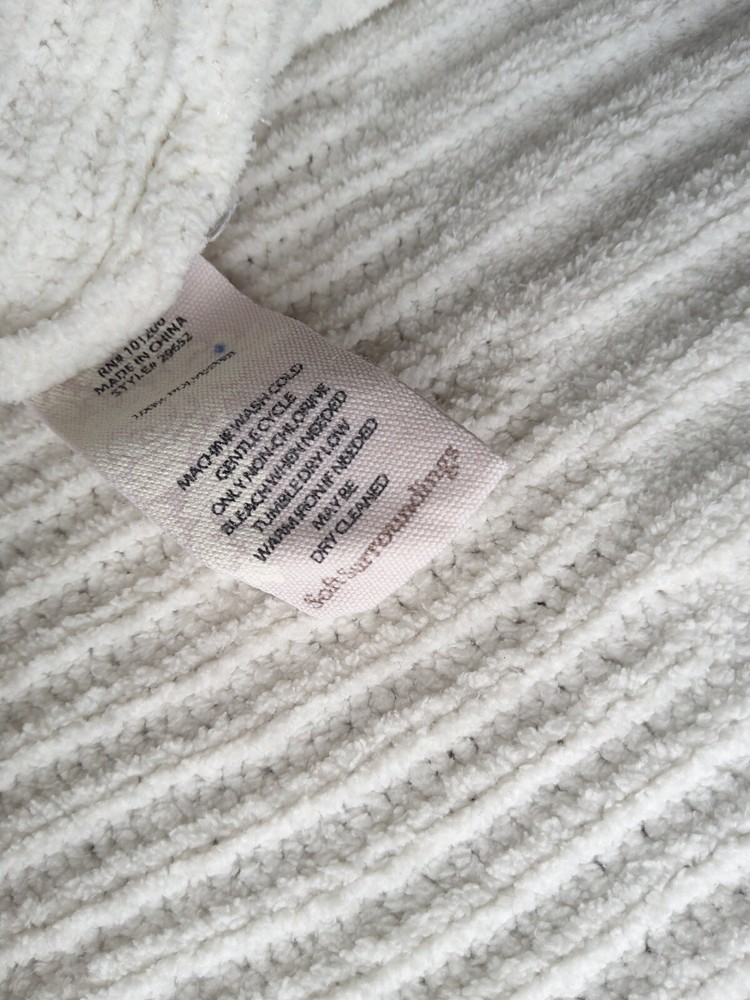 RN# 101206
MADE IN CHINA
STYLE# 29652
MACHINE WASH COLD
GENTLE CYCLE
ONLY NON-CHLORINE
BLEACH WHEN NEEDED
TUMBLE DRY LOW
WARM IRON IF NEEDED
MAY BE
DRY CLEANED
Soft Surroundings